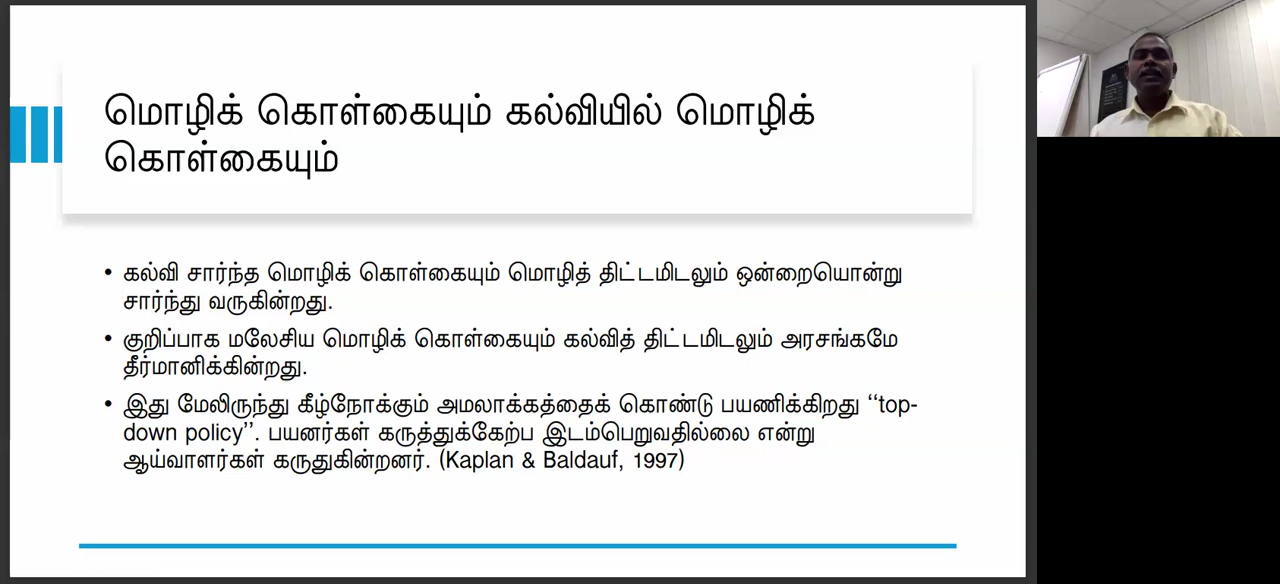 மொழிக் கொள்கையும் கல்வியில் மொழிக்
கொள்கையும்
• கல்வி சார்ந்த மொழிக் கொள்கையும் மொழித் திட்டமிடலும் ஒன்றையொன்று
சார்ந்து வருகின்றது.
• குறிப்பாக மலேசிய மொழிக் கொள்கையும் கல்வித் திட்டமிடலும் அரசங்கமே
தீர்மானிக்கின்றது.
• இது மேலிருந்து கீழ்நோக்கும் அமலாக்கத்தைக் கொண்டு பயணிக்கிறது “top-
down policy”. பயனர்கள் கருத்துக்கேற்ப இடம்பெறுவதில்லை என்று
ஆய்வாளர்கள் கருதுகின்றனர். (Kaplan & Baldauf, 1997)